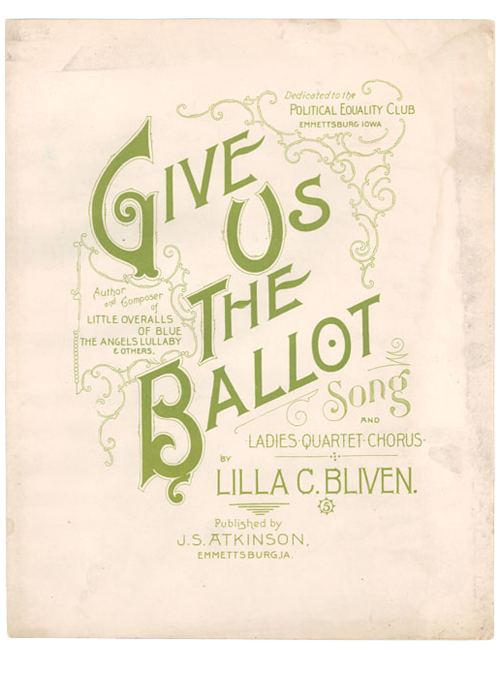 Dedicated to the
POLITICAL EQUALITY CLUB
EMMETTSBURG IOWA
GIVE
US
THE
BALLOT
Author
and Composer
of
LITTLE OVERALLS
OF BLUE
THE ANGELS LULLABY
& OTHERS.
Song
AND
LADIES·QUARTET·CHORUS·
BY
LILLA C. BLIVEN.
5
Published by
J.S. ATKINSON,
EMMETTSBURG, IA.